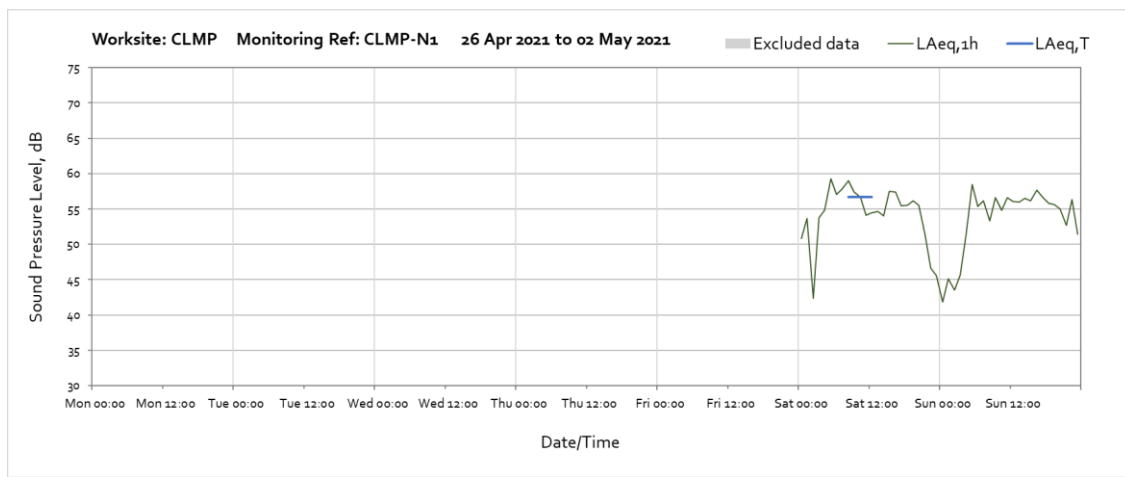 Worksite: CLMP Monitoring Ref: CLMP-N1 26 Apr 2021 to 02 May 2021
Excluded data LAeq,1h LAeq,T
Sound Pressure Level, dB
75
70
65
60
55
50
45
40
35
30
Mon 00:00 Mon 12:00 Tue 00:00 Tue 12:00 Wed 00:00 Wed 12:00 Thu 00:00 Thu 12:00 Fri 00:00 Fri 12:00 Sat 00:00 Sat 12:00 Sun 00:00 Sun 12:00
Date/Time